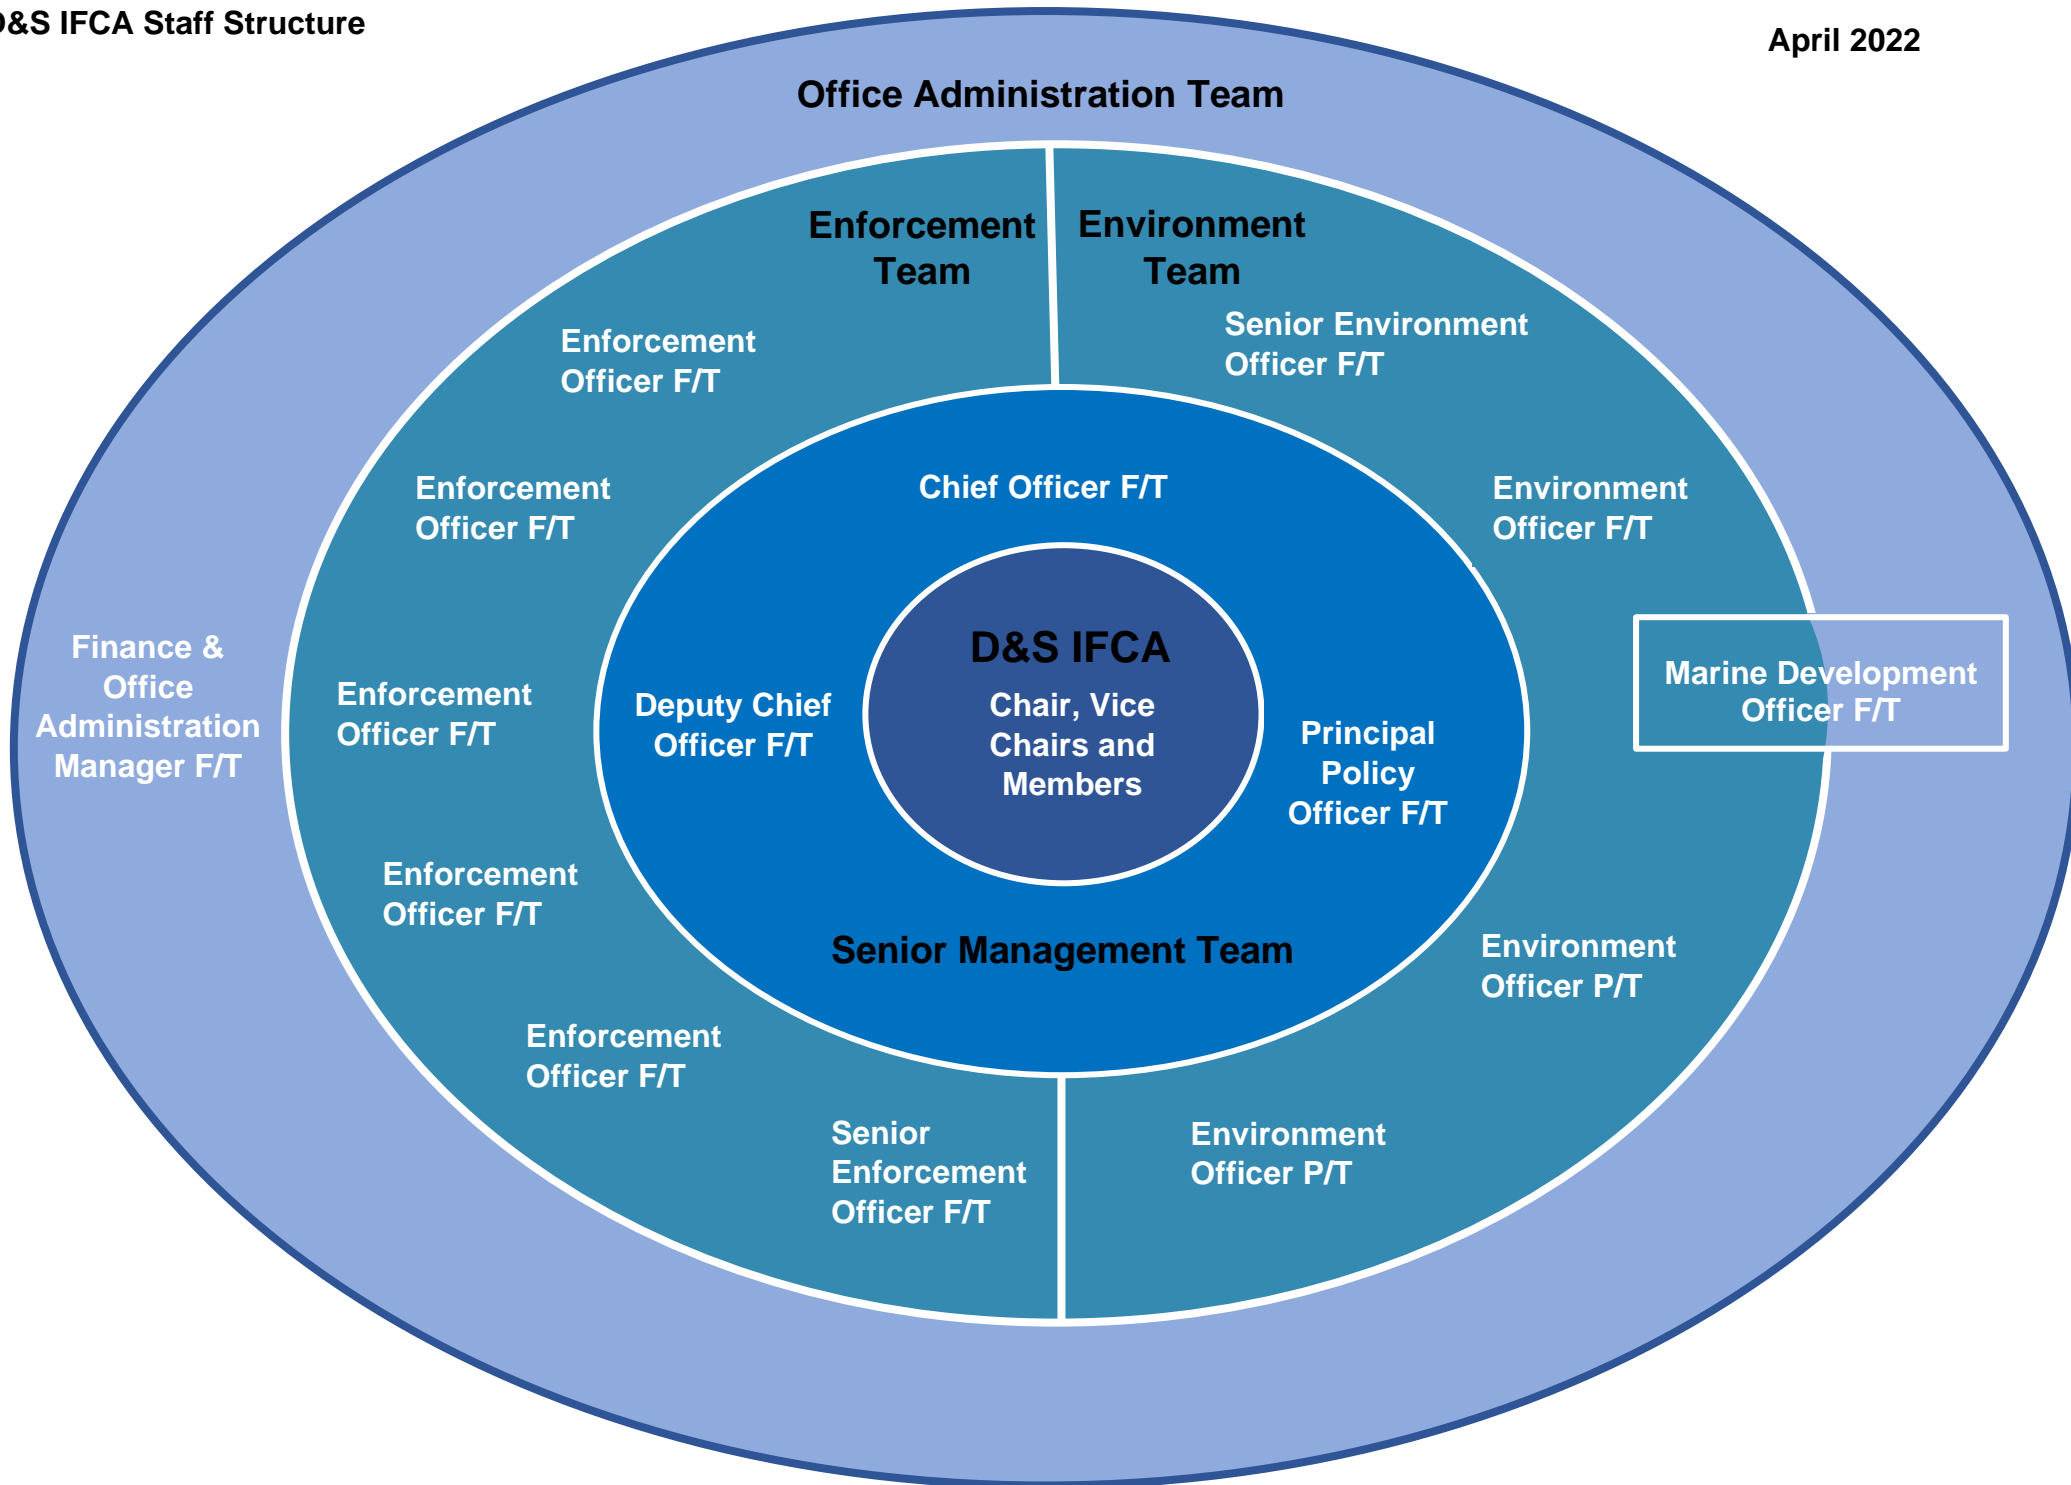 D&S IFCA Staff Structure
April 2022
Office Administration Team
Enforcement
Team
Environment
Team
Senior Environment
Officer F/T
Enforcement
Officer F/T
Chief Officer F/T
Enforcement
Officer F/T
Environment
Officer F/T
D&S IFCA
Chair, Vice
Chairs and
Members
Finance &
Office
Administration
Manager F/T
Enforcement
Officer F/T
Deputy Chief
Officer F/T
Principal
Policy
Officer F/T
Marine Development
Officer F/T
Enforcement
Officer F/T
Senior Management Team
Environment
Officer P/T
Enforcement
Officer F/T
Senior
Enforcement
Officer F/T
Environment
Officer P/T